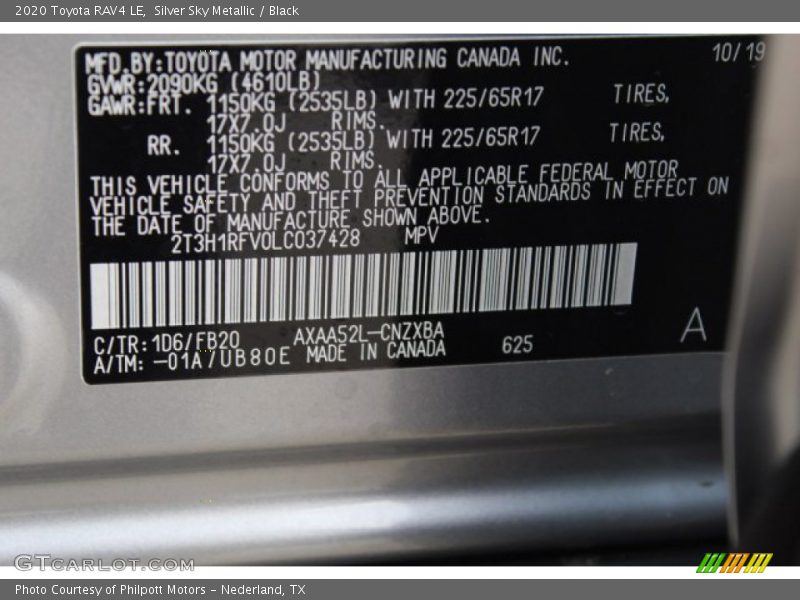 2020 Toyota RAV4 LE,  Silver Sky Metallic / Black
MFD.BY:TOYOTA MOTOR MANUFACTURING CANADA INC. 10/19
GVWR:2090KG (4610LB)
GAWR:FRT. 1150KG (2535LB) WITH 225/65R17 TIRES,
17X7.0J RIMS.
RR. 1150KG (2535LB) WITH 225/65R17 TIRES,
17X7.0J RIMS.
THIS VEHICLE CONFORMS TO ALL APPLICABLE FEDERAL MOTOR
VEHICLE SAFETY AND THEFT PREVENTION STANDARDS IN EFFECT ON
THE DATE OF MANUFACTURE SHOWN ABOVE.
2T3H1RFV0LC037428 MPV
C/TR:1D6/FB20 AXAA52L-CNZXBA
A/TM: -01A/UB80E MADE IN CANADA 625
A
GTCARLOT.COM
Photo Courtesy of Philpott Motors - Nederland, TX